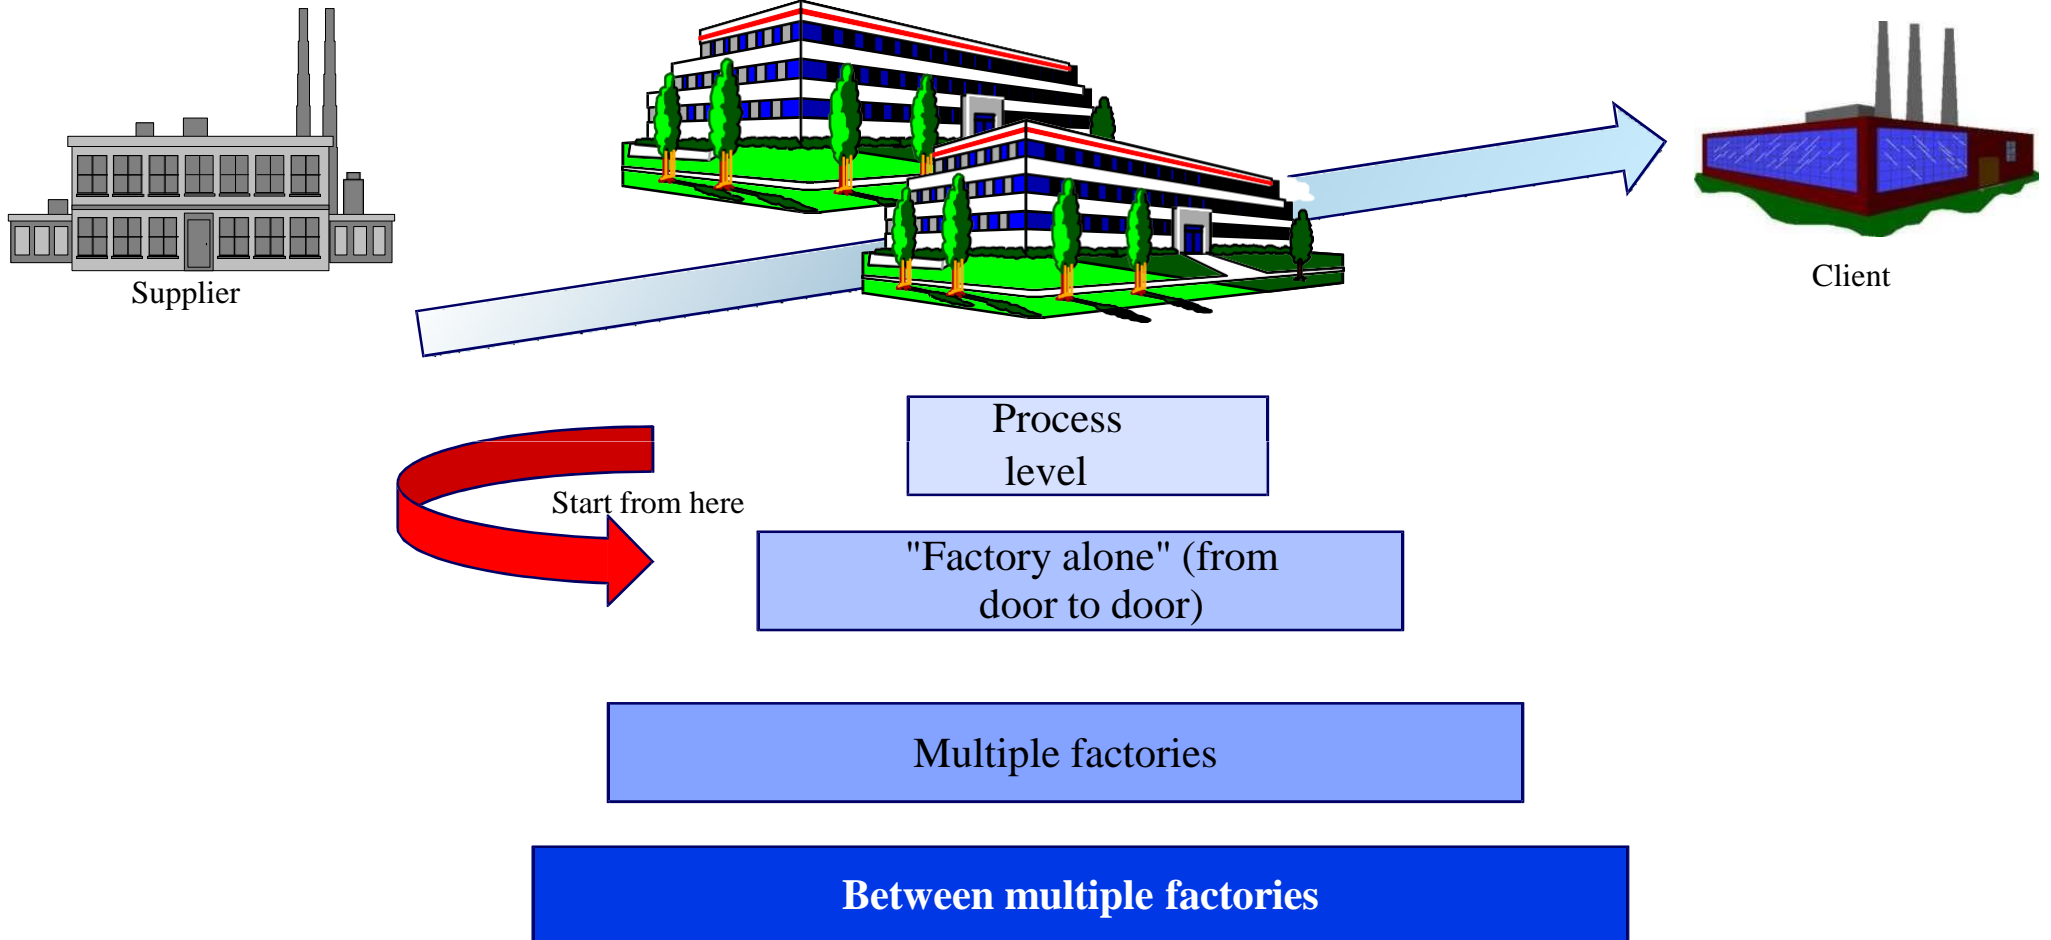 Supplier
Client
Process
level
Start from here
"Factory alone" (from
door to door)
Multiple factories
Between multiple factories